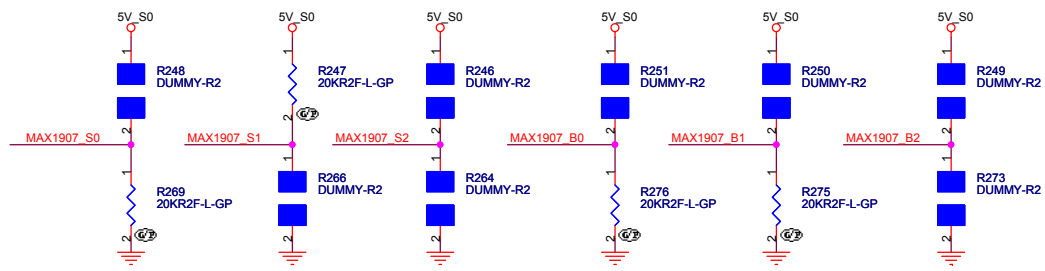 5V_S0 5V_S0 5V_S0 5V_S0 5V_S0 5V_S0
1 1 1 1 1 1
R248 R247 R246 R251 R250 R249
DUMMY-R2 20KR2F-L-GP DUMMY-R2 DUMMY-R2 DUMMY-R2 DUMMY-R2
2 2 2 2 2 2
MAX1907_S0 MAX1907_S1 MAX1907_S2 MAX1907_B0 MAX1907_B1 MAX1907_B2
1 1 1 1 1 1
R269 R266 R264 R276 R275 R273
20KR2F-L-GP DUMMY-R2 DUMMY-R2 20KR2F-L-GP 20KR2F-L-GP DUMMY-R2
2 2 2 2 2 2